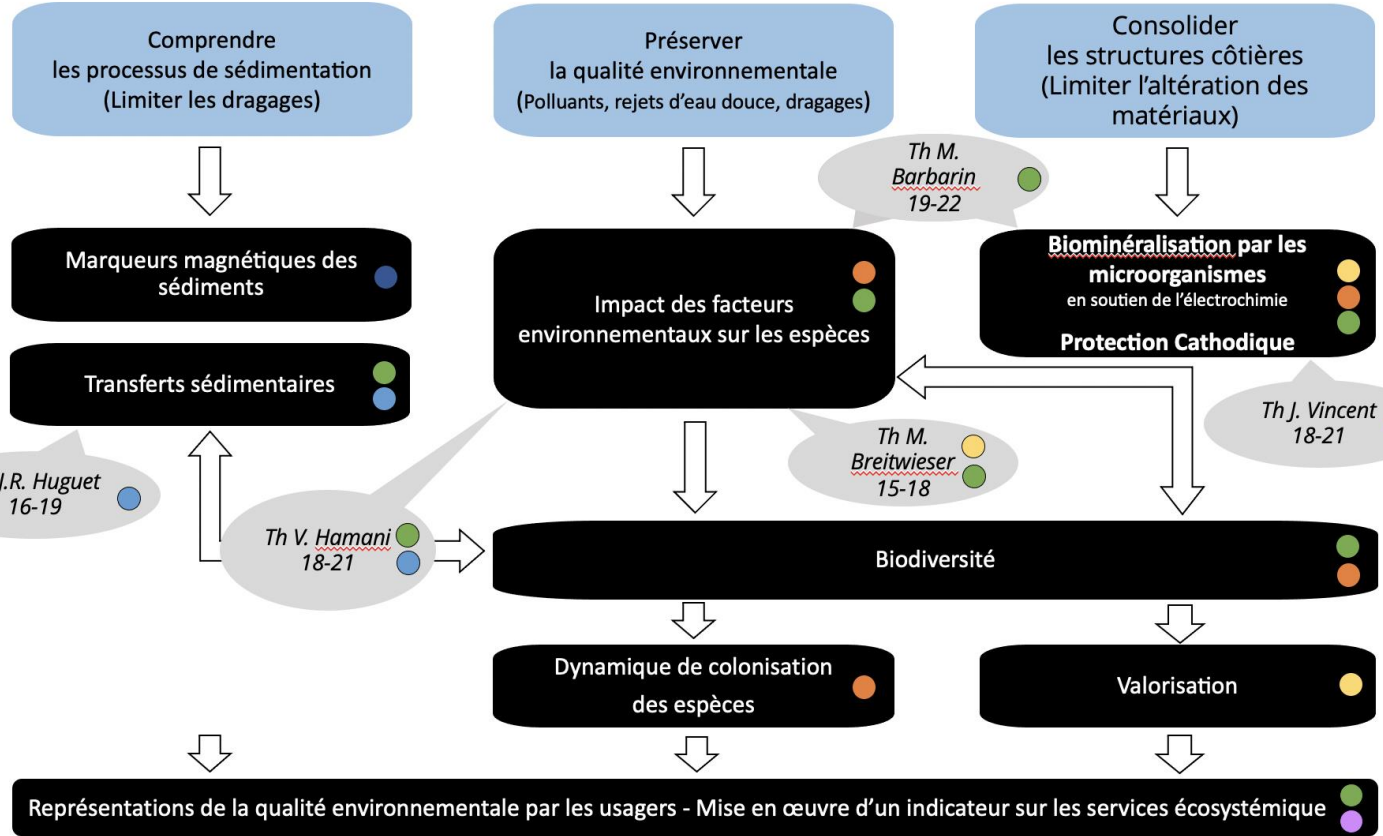 Comprendre
les processus de sédimentation
(Limiter les dragages)
Préserver
la qualité environnementale
(Polluants, rejets d’eau douce, dragages)
Consolider
les structures côtières
(Limiter l’altération des
matériaux)
Th M.
Barbarin
19-22
Marqueurs magnétiques des
sédiments
Impact des facteurs
environnementaux sur les espèces
Biominéralisation par les
microorganismes
en soutien de l’électrochimie
Protection Cathodique
Transferts sédimentaires
Th J. Vincent
18-21
J.R. Huguet
16-19
Th M.
Breitwieser
15-18
Th V. Hamani
18-21
Biodiversité
Dynamique de colonisation
des espèces
Valorisation
Représentations de la qualité environnementale par les usagers - Mise en œuvre d’un indicateur sur les services écosystémique